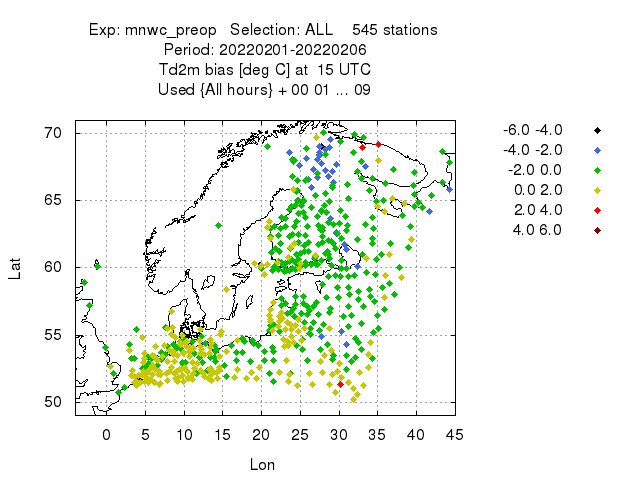 Exp: mnwc_preop   Selection: ALL    545 stations
Period: 20220201-20220206
Td2m bias [deg C] at  15 UTC
Used {All hours} + 00 01 ... 09
-6.0 -4.0
-4.0 -2.0
-2.0 0.0
0.0 2.0
2.0 4.0
4.0 6.0
70
65
60
55
50
Lat
0 5 10 15 20 25 30 35 40 45
Lon